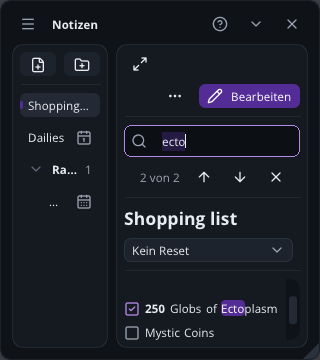 Notizen
Shopping...
Dailies
Ra... 1
...
Bearbeiten
ecto
2 von 2
Shopping list
Kein Reset
250 Globs of Ectoplasm
Mystic Coins